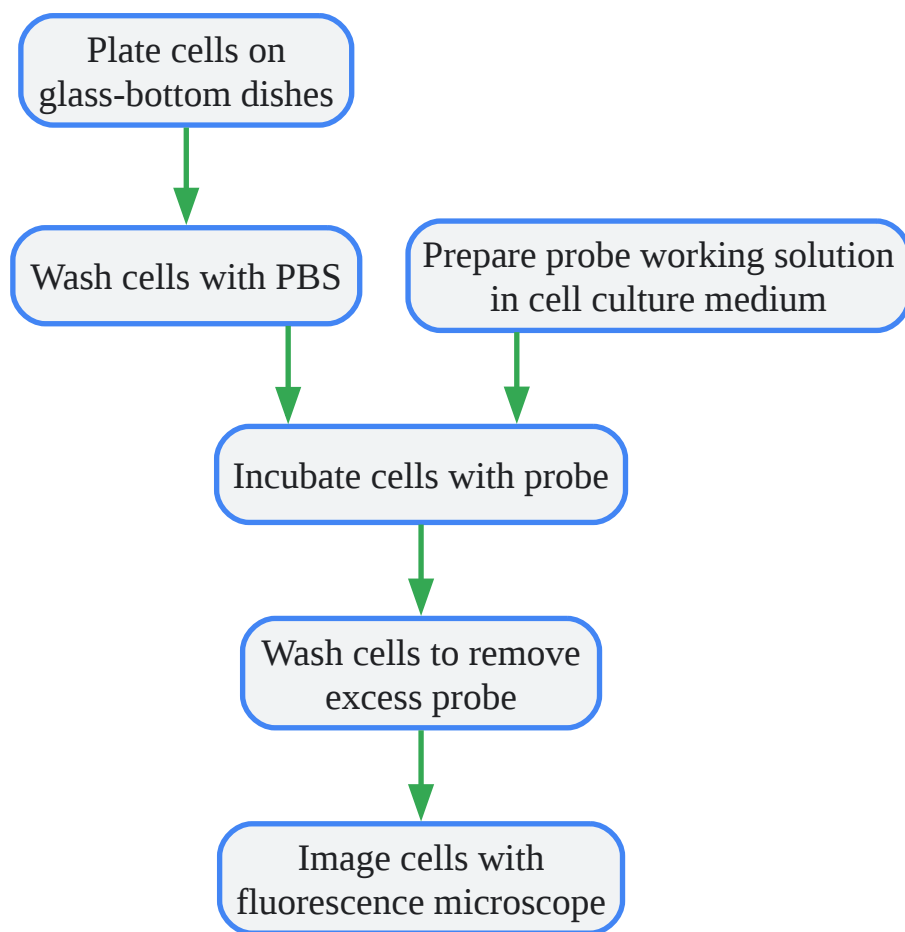 Plate cells on
glass-bottom dishes
Wash cells with PBS
Prepare probe working solution
in cell culture medium
Incubate cells with probe
Wash cells to remove
excess probe
Image cells with
fluorescence microscope